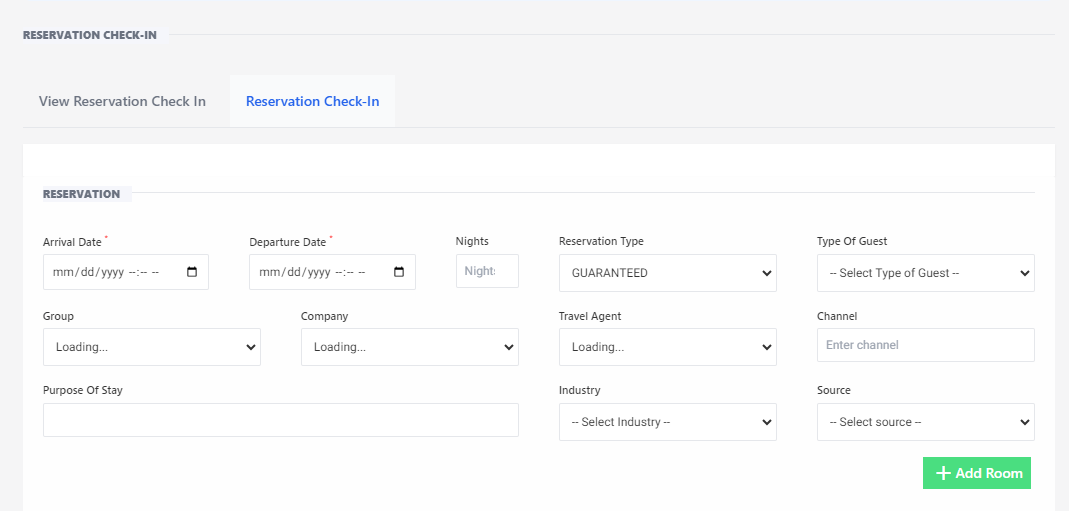 RESERVATION CHECK-IN
View Reservation Check In Reservation Check-In
RESERVATION
Arrival Date * Departure Date * Nights Reservation Type Type Of Guest
mm/dd/yyyy --:-- -- mm/dd/yyyy --:-- -- Nights GUARANTEED -- Select Type of Guest --
Group Company Travel Agent Channel
Loading... Loading... Loading... Enter channel
Purpose Of Stay Industry Source
-- Select Industry -- -- Select source --
+ Add Room